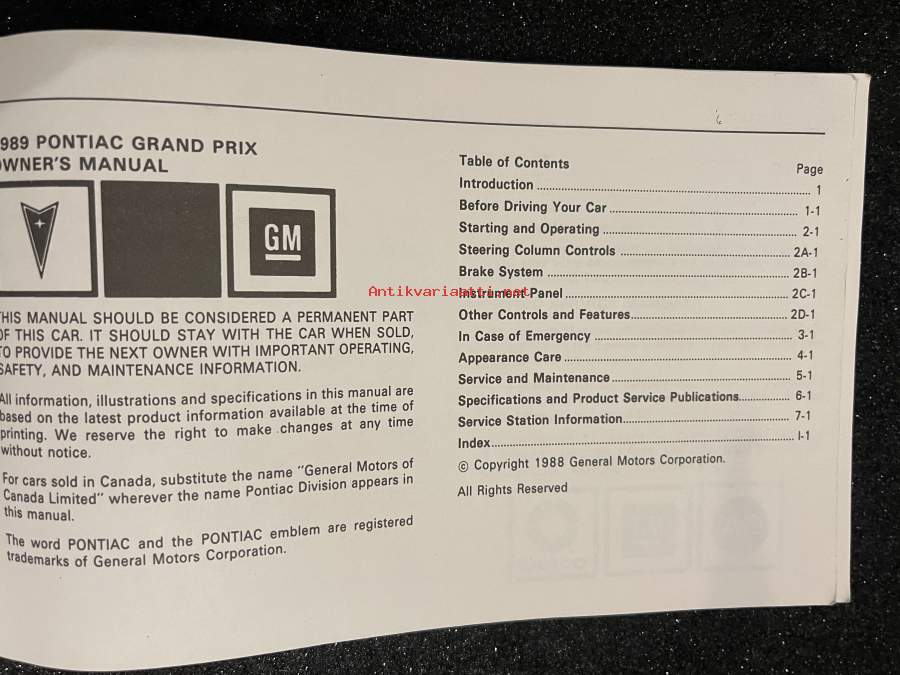 989 PONTIAC GRAND PRIX
OWNER'S MANUAL
GM
THIS MANUAL SHOULD BE CONSIDERED A PERMANENT PART
OF THIS CAR. IT SHOULD STAY WITH THE CAR WHEN SOLD,
TO PROVIDE THE NEXT OWNER WITH IMPORTANT OPERATING,
SAFETY, AND MAINTENANCE INFORMATION.
All information, illustrations and specifications in this manual are
based on the latest product information available at the time of
printing. We reserve the right to make changes at any time
without notice.
For cars sold in Canada, substitute the name "General Motors of
Canada Limited" wherever the name Pontiac Division appears in
this manual.
The word PONTIAC and the PONTIAC emblem are registered
trademarks of General Motors Corporation.
Table of Contents
Page
Introduction ........ 1
Before Driving Your Car ........ 1-1
Starting and Operating ........ 2-1
Steering Column Controls ........ 2A-1
Brake System ........ 2B-1
Antikvariaatti.net
Instrument Panel ........ 2C-1
Other Controls and Features ........ 2D-1
In Case of Emergency ........ 3-1
Appearance Care ........ 4-1
Service and Maintenance ........ 5-1
Specifications and Product Service Publications ........ 6-1
Service Station Information ........ 7-1
Index ........ I-1
© Copyright 1988 General Motors Corporation.
All Rights Reserved